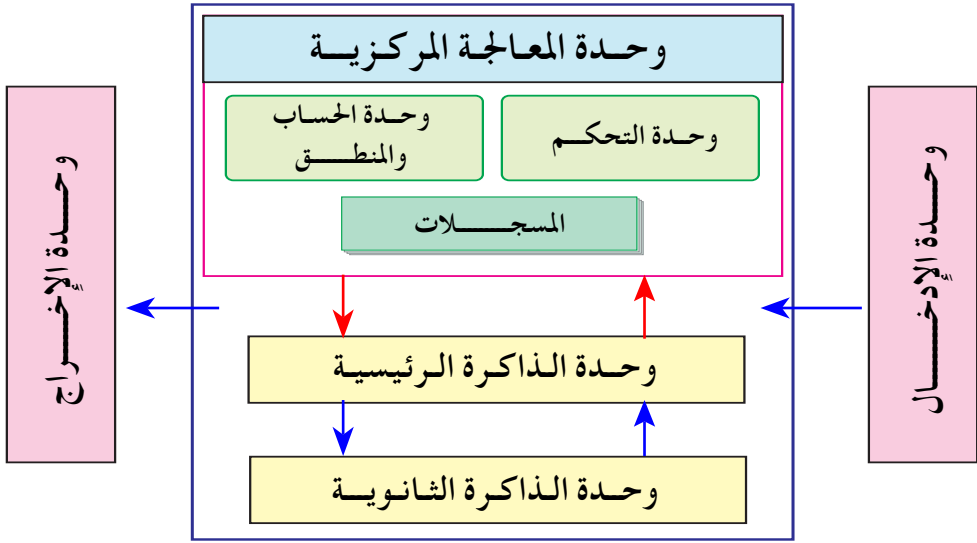 وحدة المعالجة المركزية
وحدة التحكم
وحدة الحساب
والمنطق
المسجلات
وحدة الإدخال
وحدة الإخراج
وحدة الذاكرة الرئيسية
وحدة الذاكرة الثانوية